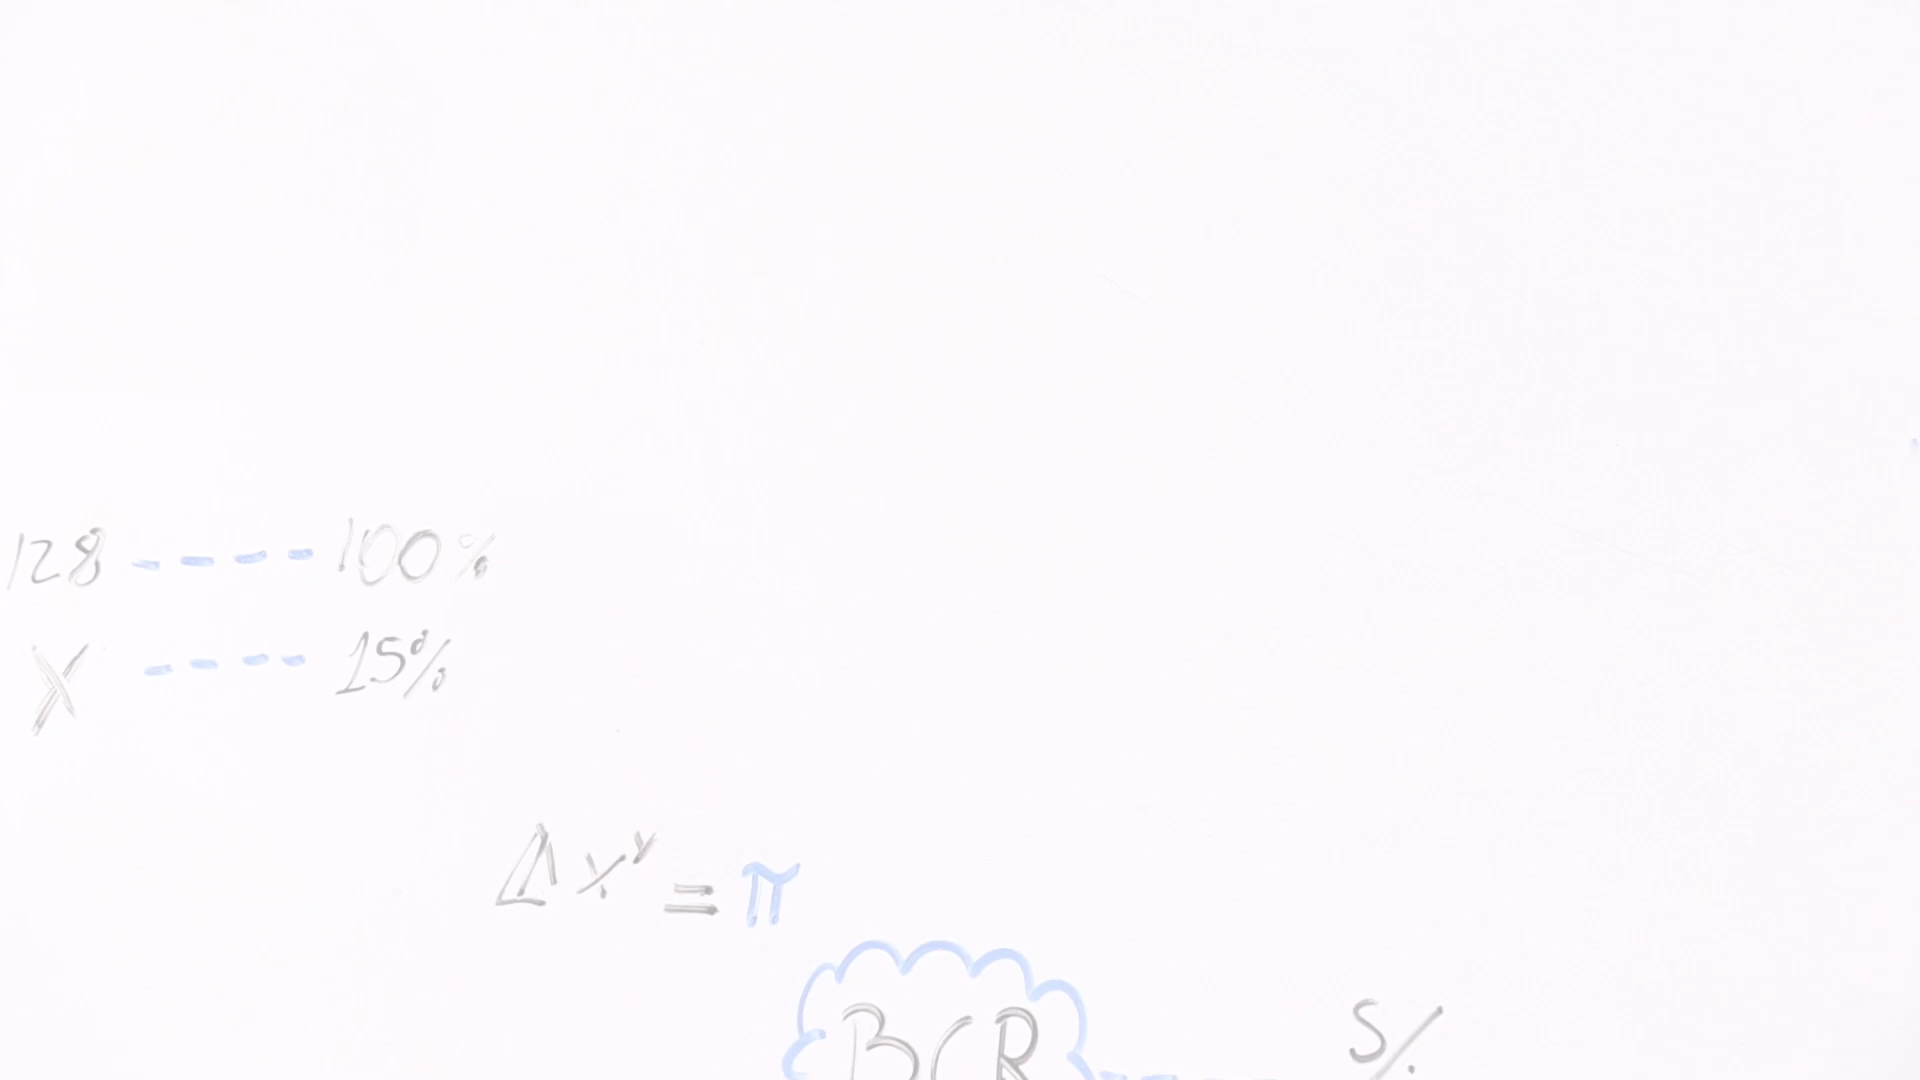 128 - - - - 100%
X - - - - 15%
Δx^y = π
BCR
S/.